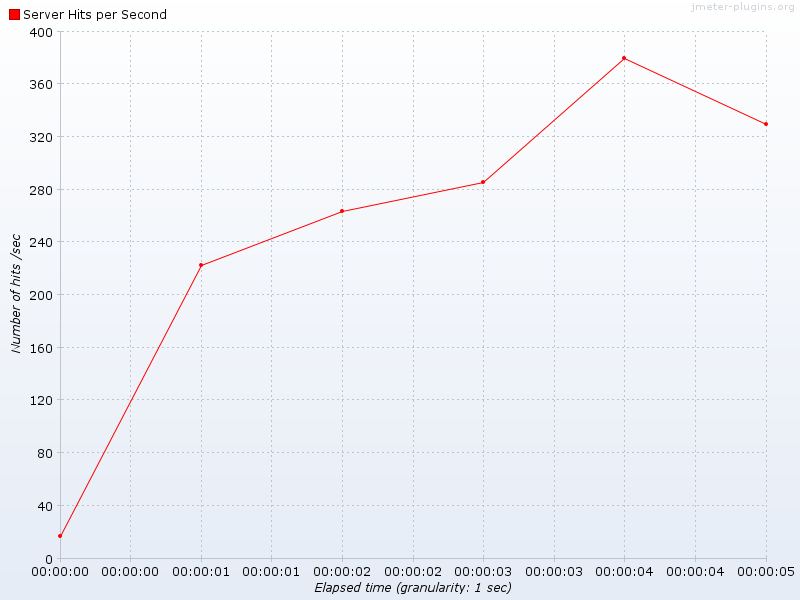 jmeter-plugins.org
Server Hits per Second
400
360
320
280
240
200
160
120
80
40
0
Number of hits /sec
00:00:00 00:00:00 00:00:01 00:00:01 00:00:02 00:00:02 00:00:03 00:00:03 00:00:04 00:00:04 00:00:05
Elapsed time (granularity: 1 sec)